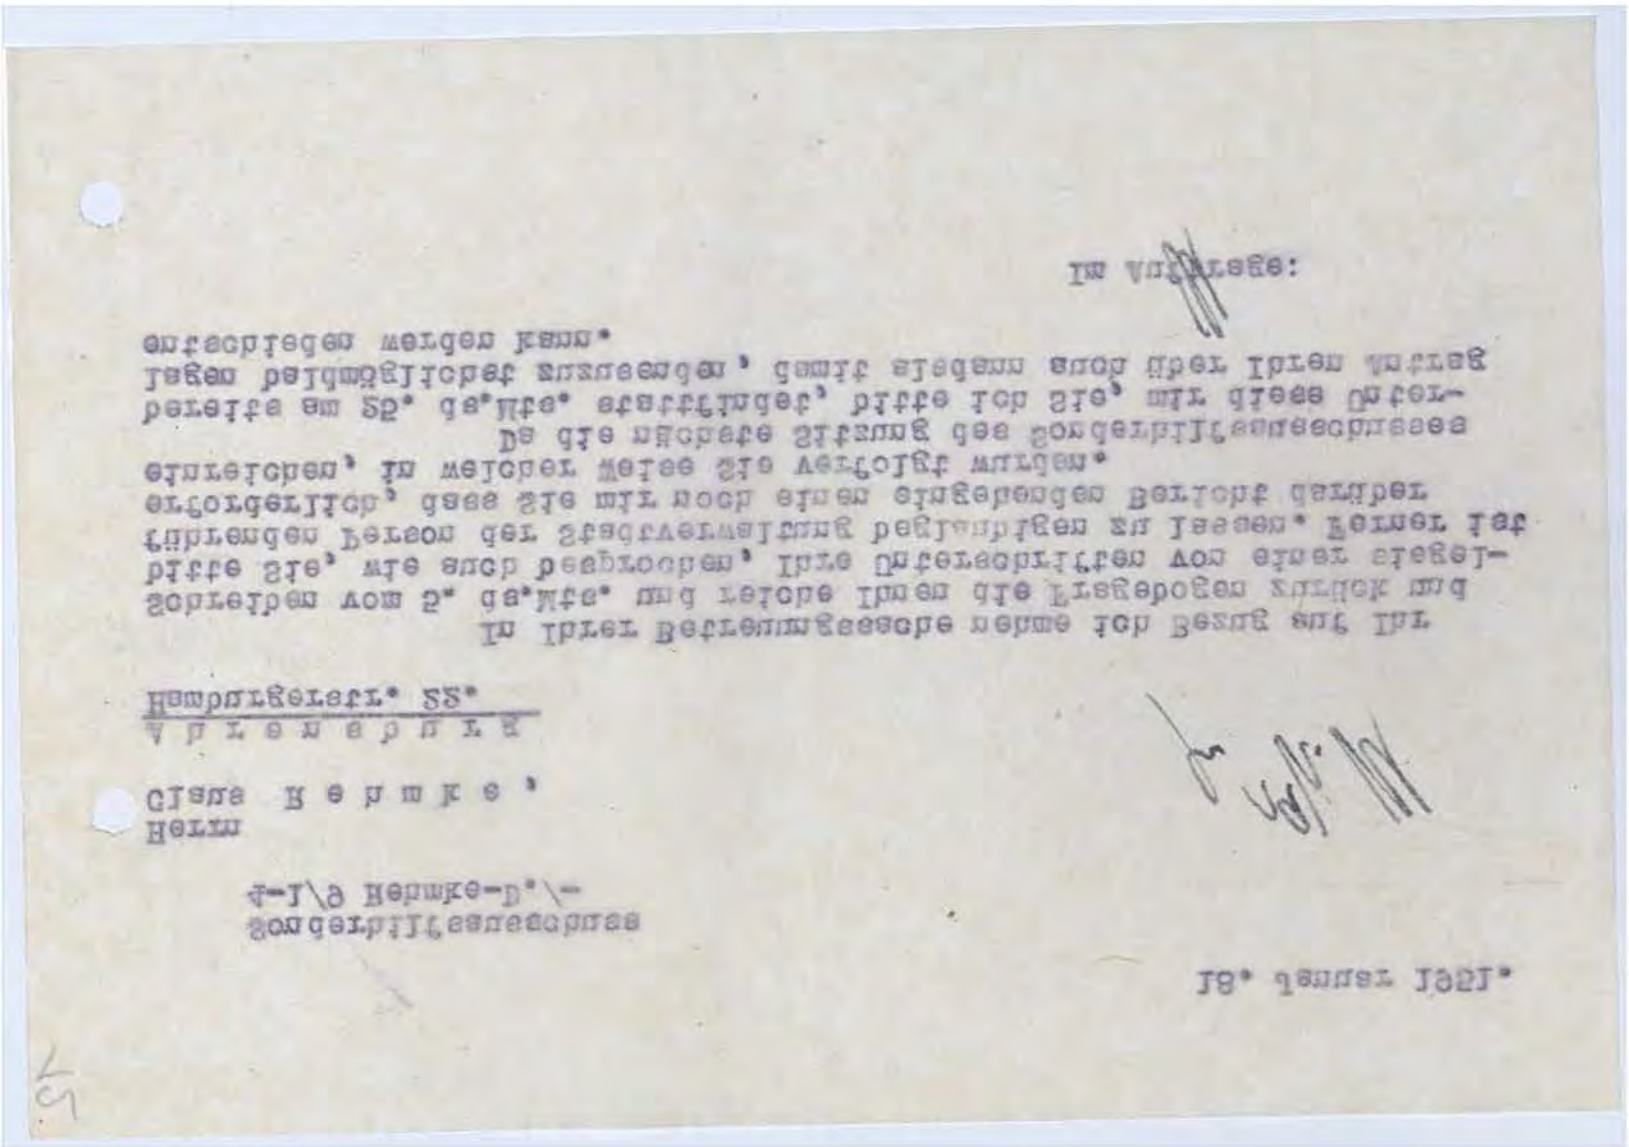 18. Januar 1951.
Sonderhilfsausschuss
4-1/9 Rehmke-D./-
Herrn
Claus R e h m k e ,
A h r e n s b u r g
Hamburgerstr. 22.
In Ihrer Betreuungssache nehme ich Bezug auf Ihr
Schreiben vom 5. ds.Mts. und reiche Ihnen die Fragebogen zurück und
bitte Sie, wie auch besprochen, Ihre Unterschriften von einer siegel-
führenden Person der Stadtverwaltung beglaubigen zu lassen. Ferner ist
erforderlich, dass Sie mir noch einen eingehenden Bericht darüber
einreichen, in welcher Weise Sie verfolgt wurden.
Da die nächste Sitzung des Sonderhilfsausschusses
bereits am 25. ds.Mts. stattfindet, bitte ich Sie, mir diese Unter-
lagen baldmöglichst zuzusenden, damit alsdann auch über Ihren Antrag
entschieden werden kann.
Im Auftrage: